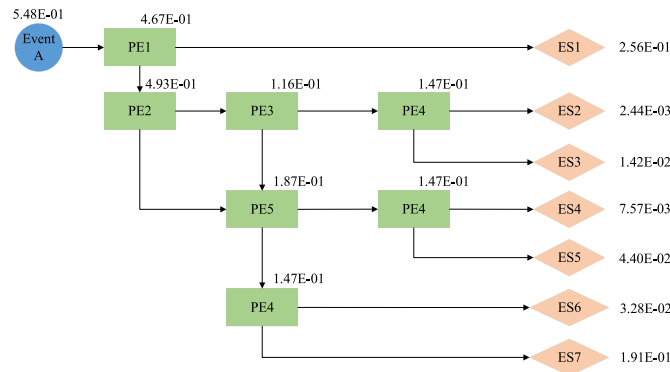 5.48E-01
4.67E-01
Event
A
PE1
ES1
2.56E-01
4.93E-01
1.16E-01
1.47E-01
PE2
PE3
PE4
ES2
2.44E-03
ES3
1.42E-02
1.87E-01
1.47E-01
PE5
PE4
ES4
7.57E-03
ES5
4.40E-02
1.47E-01
PE4
ES6
3.28E-02
ES7
1.91E-01